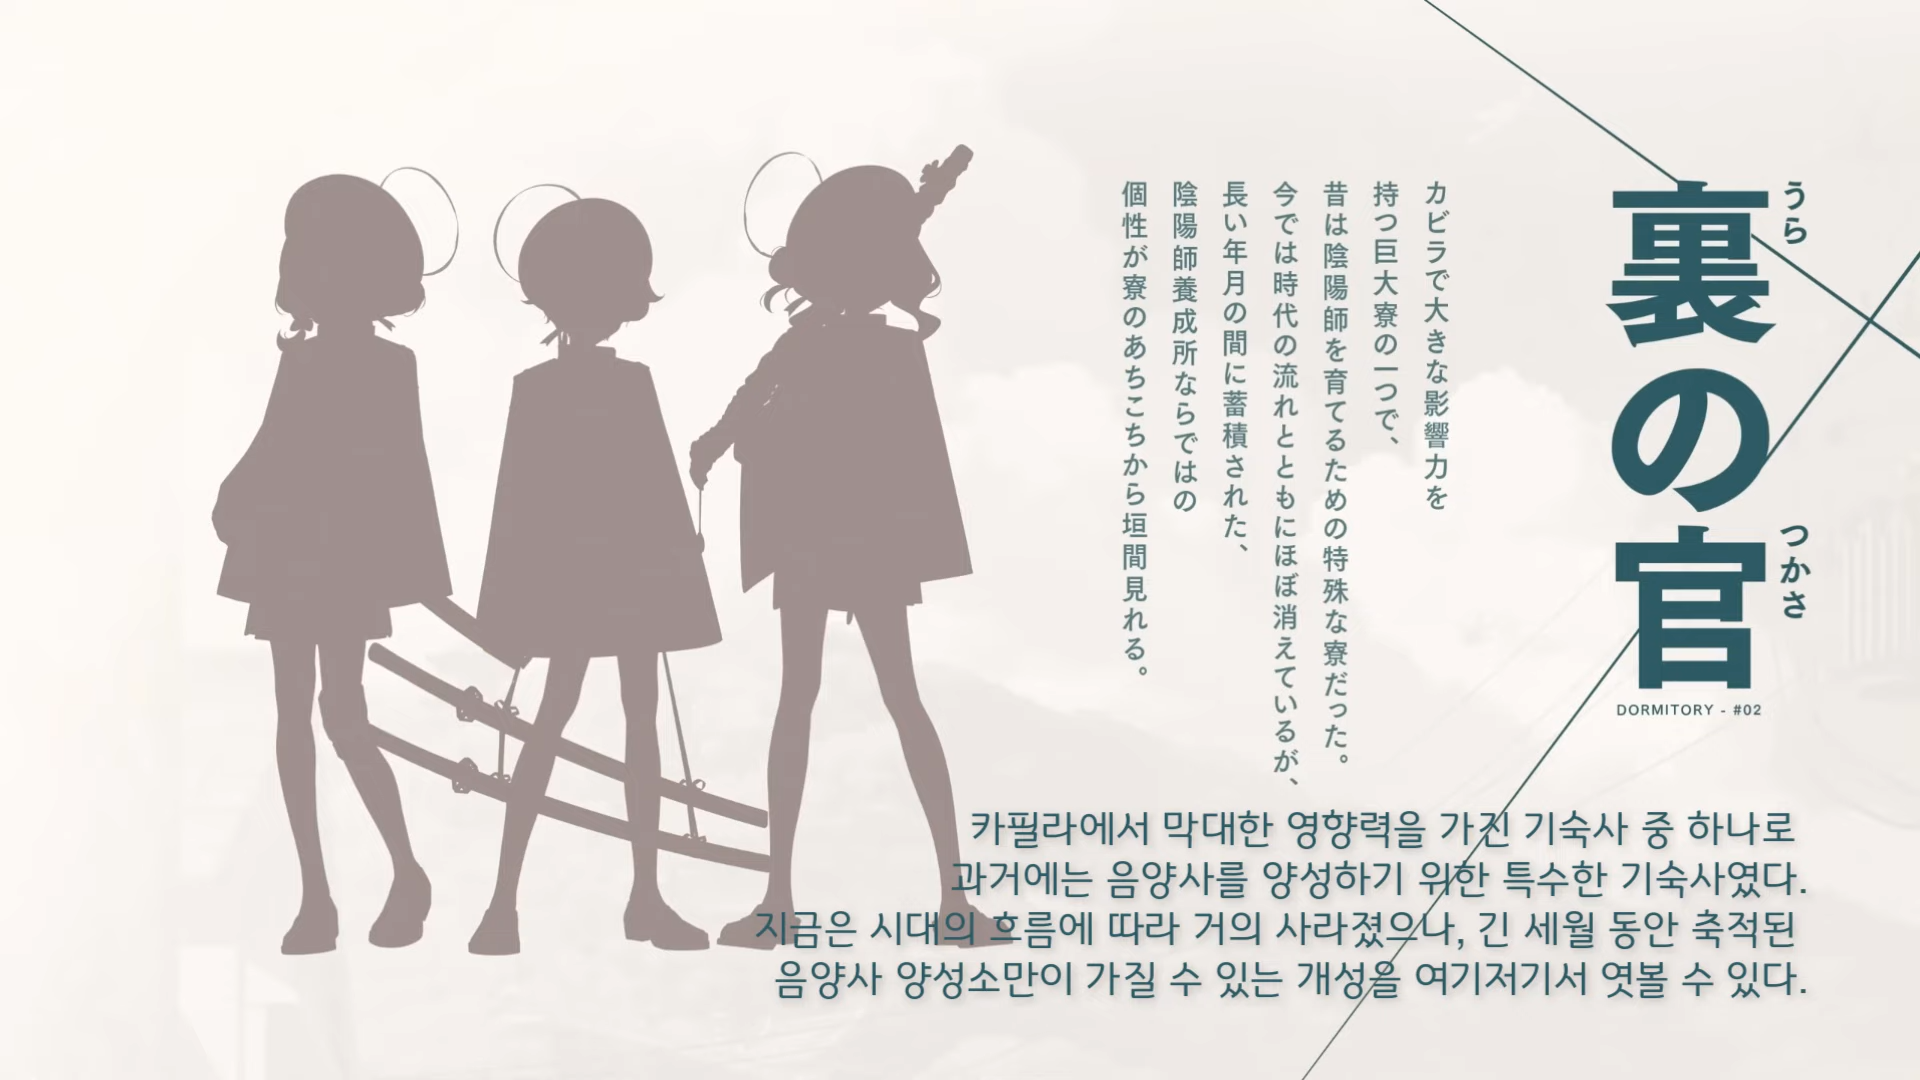 裏の官
うら
つかさ
DORMITORY - #02
カビラで大きな影響力を
持つ巨大寮の一つで、
昔は陰陽師を育てるための特殊な寮だった。
今では時代の流れとともにほぼ消えているが、
長い年月の間に蓄積された、
陰陽師養成所ならではの
個性が寮のあちこちから垣間見れる。
카필라에서 막대한 영향력을 가진 기숙사 중 하나로
과거에는 음양사를 양성하기 위한 특수한 기숙사였다.
지금은 시대의 흐름에 따라 거의 사라졌으나, 긴 세월 동안 축적된
음양사 양성소만이 가질 수 있는 개성을 여기저기서 엿볼 수 있다.